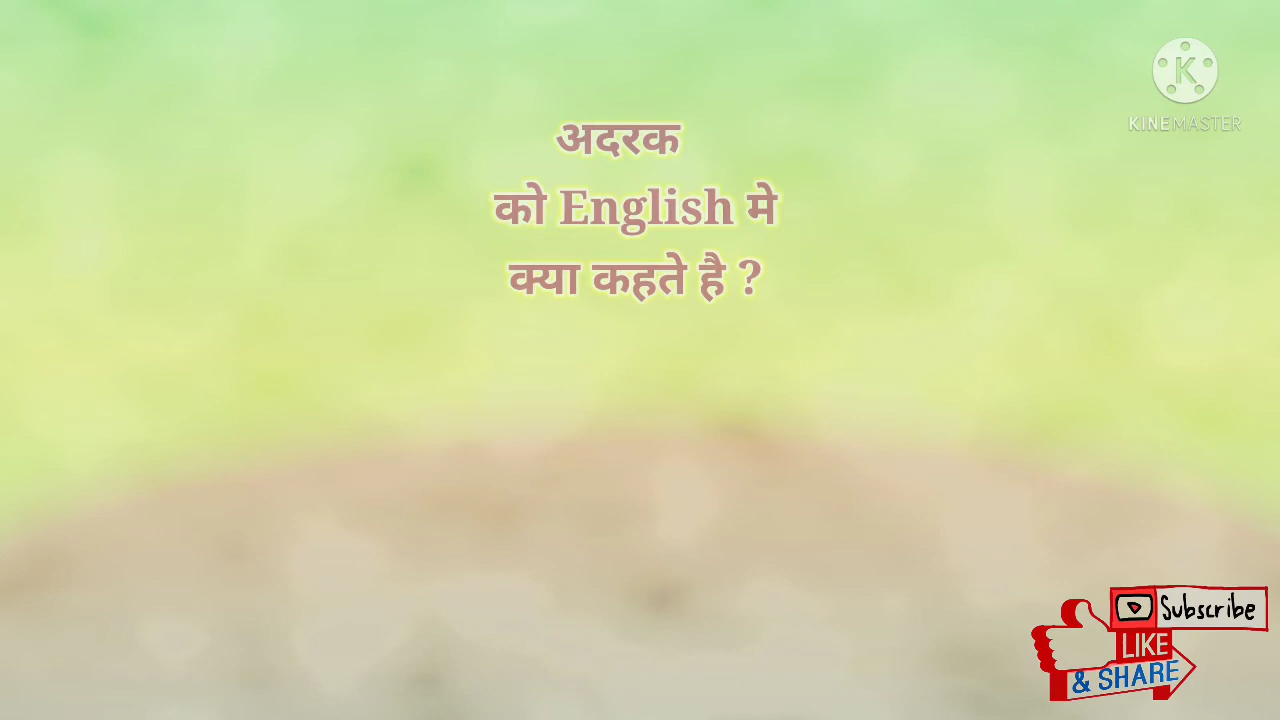 अदरक
को English मे
क्या कहते है ?
KINEMASTER
Subscribe
LIKE
& SHARE